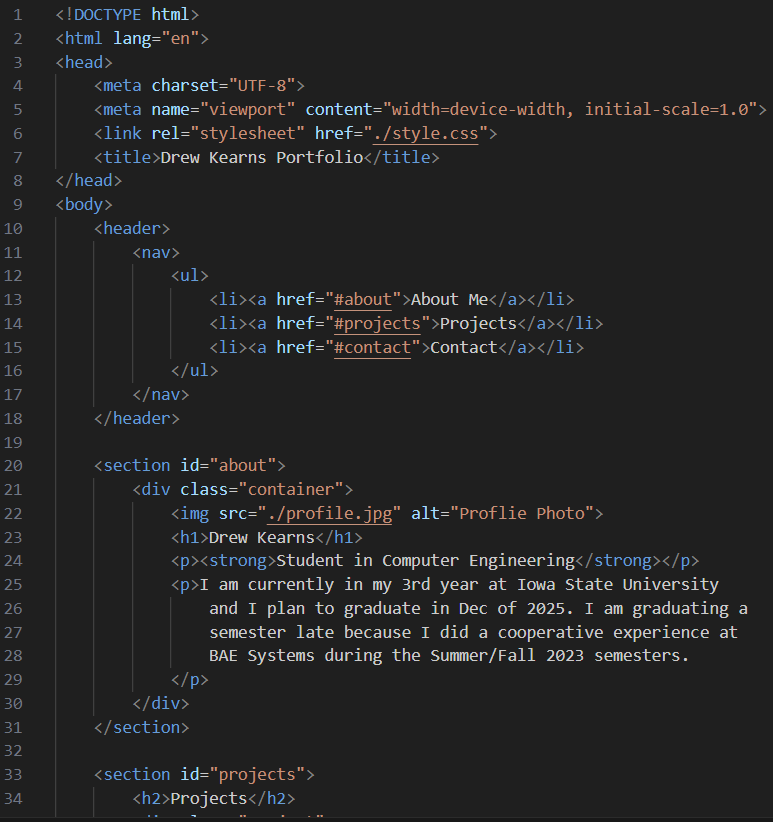 1 <!DOCTYPE html>
2 <html lang="en">
3 <head>
4     <meta charset="UTF-8">
5     <meta name="viewport" content="width=device-width, initial-scale=1.0">
6     <link rel="stylesheet" href="./style.css">
7     <title>Drew Kearns Portfolio</title>
8 </head>
9 <body>
10     <header>
11         <nav>
12             <ul>
13                 <li><a href="#about">About Me</a></li>
14                 <li><a href="#projects">Projects</a></li>
15                 <li><a href="#contact">Contact</a></li>
16             </ul>
17         </nav>
18     </header>
19
20     <section id="about">
21         <div class="container">
22             <img src="./profile.jpg" alt="Proflie Photo">
23             <h1>Drew Kearns</h1>
24             <p><strong>Student in Computer Engineering</strong></p>
25             <p>I am currently in my 3rd year at Iowa State University
26                 and I plan to graduate in Dec of 2025. I am graduating a
27                 semester late because I did a cooperative experience at
28                 BAE Systems during the Summer/Fall 2023 semesters.
29             </p>
30         </div>
31     </section>
32
33     <section id="projects">
34         <h2>Projects</h2>